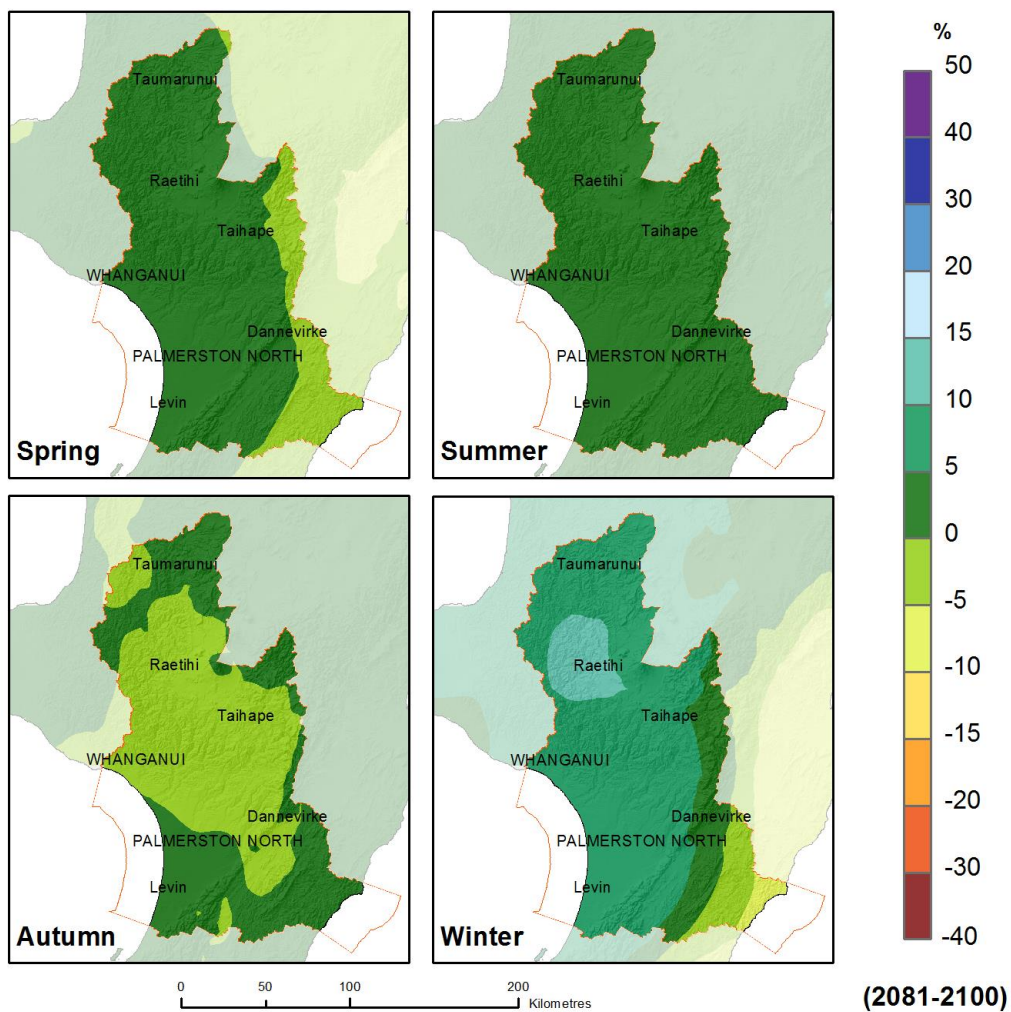 Taumarunui
Raetihi
Taihape
WHANGANUI
Dannevirke
PALMERSTON NORTH
Levin
Spring
Taumarunui
Raetihi
Taihape
WHANGANUI
Dannevirke
PALMERSTON NORTH
Levin
Summer
Taumarunui
Raetihi
Taihape
WHANGANUI
Dannevirke
PALMERSTON NORTH
Levin
Autumn
Taumarunui
Raetihi
Taihape
WHANGANUI
Dannevirke
PALMERSTON NORTH
Levin
Winter
%
50
40
30
20
15
10
5
0
-5
-10
-15
-20
-30
-40
0 50 100 200
Kilometres
(2081-2100)